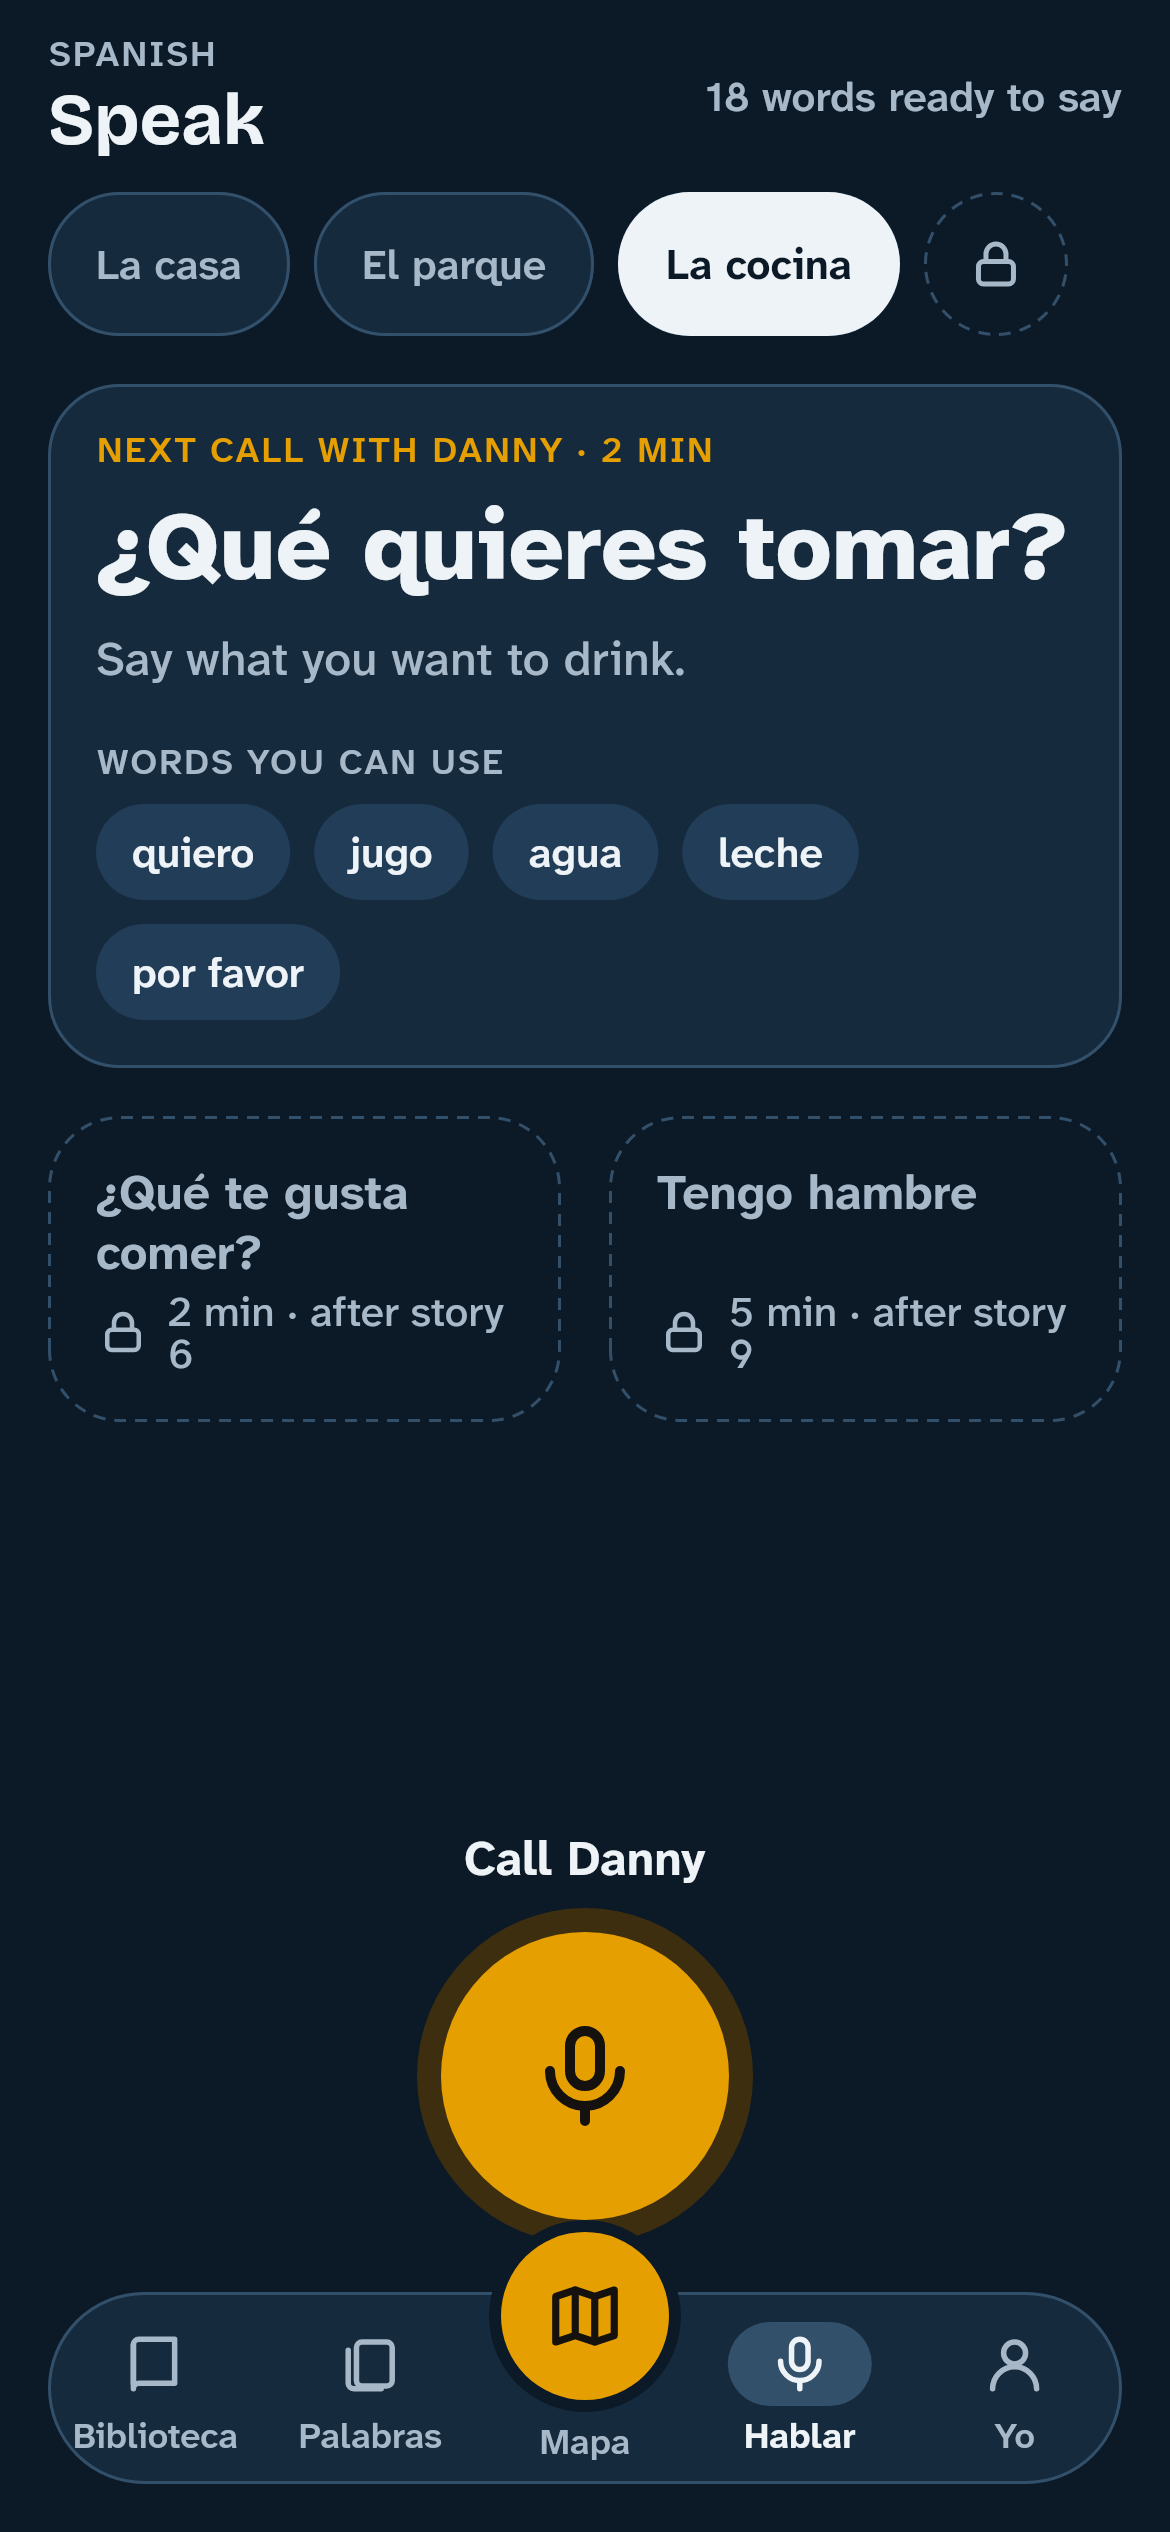 SPANISH
Speak
18 words ready to say
La casa
El parque
La cocina
NEXT CALL WITH DANNY · 2 MIN
¿Qué quieres tomar?
Say what you want to drink.
WORDS YOU CAN USE
quiero
jugo
agua
leche
por favor
¿Qué te gusta
comer?
2 min · after story
6
Tengo hambre
5 min · after story
9
Call Danny
Biblioteca
Palabras
Mapa
Hablar
Yo